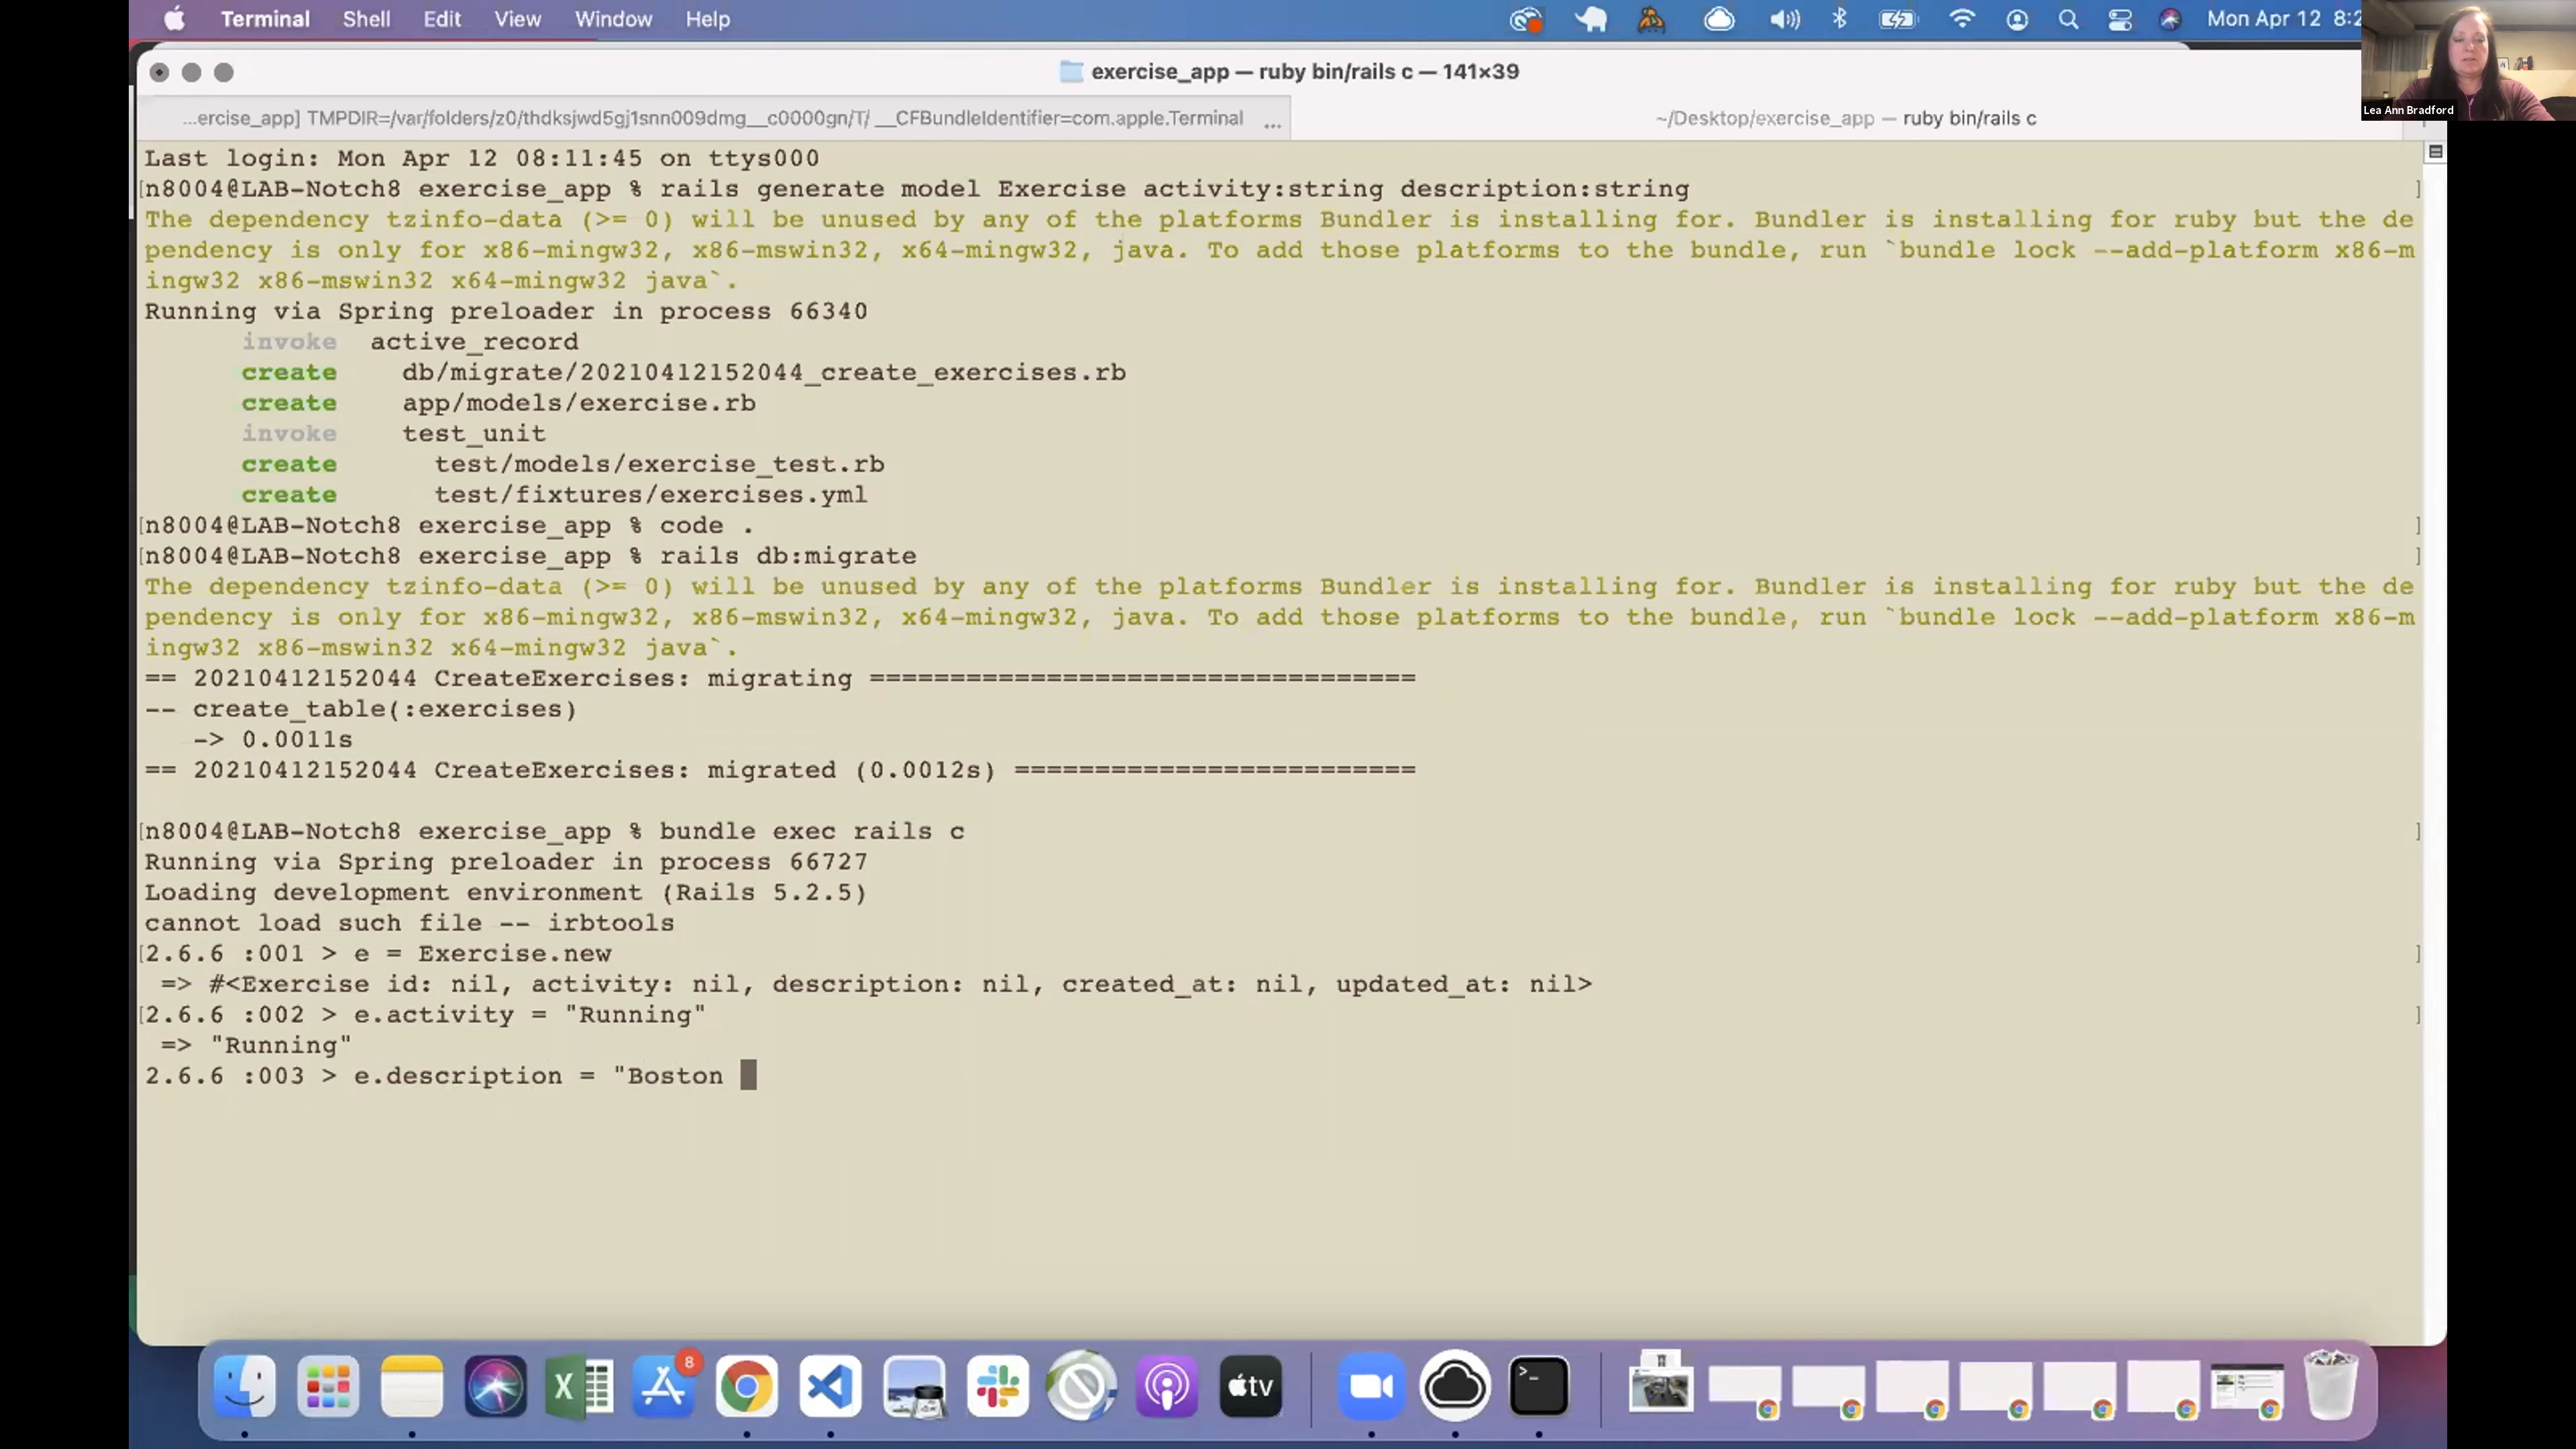 Terminal Shell Edit View Window Help Mon Apr 12 8:2
Lea Ann Bradford
exercise_app — ruby bin/rails c — 141×39
...ercise_app] TMPDIR=/var/folders/z0/thdksjwd5gj1snn009dmg__c0000gn/T/ __CFBundleIdentifier=com.apple.Terminal ... ~/Desktop/exercise_app — ruby bin/rails c
Last login: Mon Apr 12 08:11:45 on ttys000
[n8004@LAB-Notch8 exercise_app % rails generate model Exercise activity:string description:string ]
The dependency tzinfo-data (>= 0) will be unused by any of the platforms Bundler is installing for. Bundler is installing for ruby but the de
pendency is only for x86-mingw32, x86-mswin32, x64-mingw32, java. To add those platforms to the bundle, run `bundle lock --add-platform x86-m
ingw32 x86-mswin32 x64-mingw32 java`.
Running via Spring preloader in process 66340
invoke active_record
create db/migrate/20210412152044_create_exercises.rb
create app/models/exercise.rb
invoke test_unit
create test/models/exercise_test.rb
create test/fixtures/exercises.yml
[n8004@LAB-Notch8 exercise_app % code . ]
[n8004@LAB-Notch8 exercise_app % rails db:migrate ]
The dependency tzinfo-data (>= 0) will be unused by any of the platforms Bundler is installing for. Bundler is installing for ruby but the de
pendency is only for x86-mingw32, x86-mswin32, x64-mingw32, java. To add those platforms to the bundle, run `bundle lock --add-platform x86-m
ingw32 x86-mswin32 x64-mingw32 java`.
== 20210412152044 CreateExercises: migrating ==================================
-- create_table(:exercises)
-> 0.0011s
== 20210412152044 CreateExercises: migrated (0.0012s) =========================
[n8004@LAB-Notch8 exercise_app % bundle exec rails c ]
Running via Spring preloader in process 66727
Loading development environment (Rails 5.2.5)
cannot load such file -- irbtools
[2.6.6 :001 > e = Exercise.new ]
=> #<Exercise id: nil, activity: nil, description: nil, created_at: nil, updated_at: nil>
[2.6.6 :002 > e.activity = "Running" ]
=> "Running"
2.6.6 :003 > e.description = "Boston
8
tv
>_